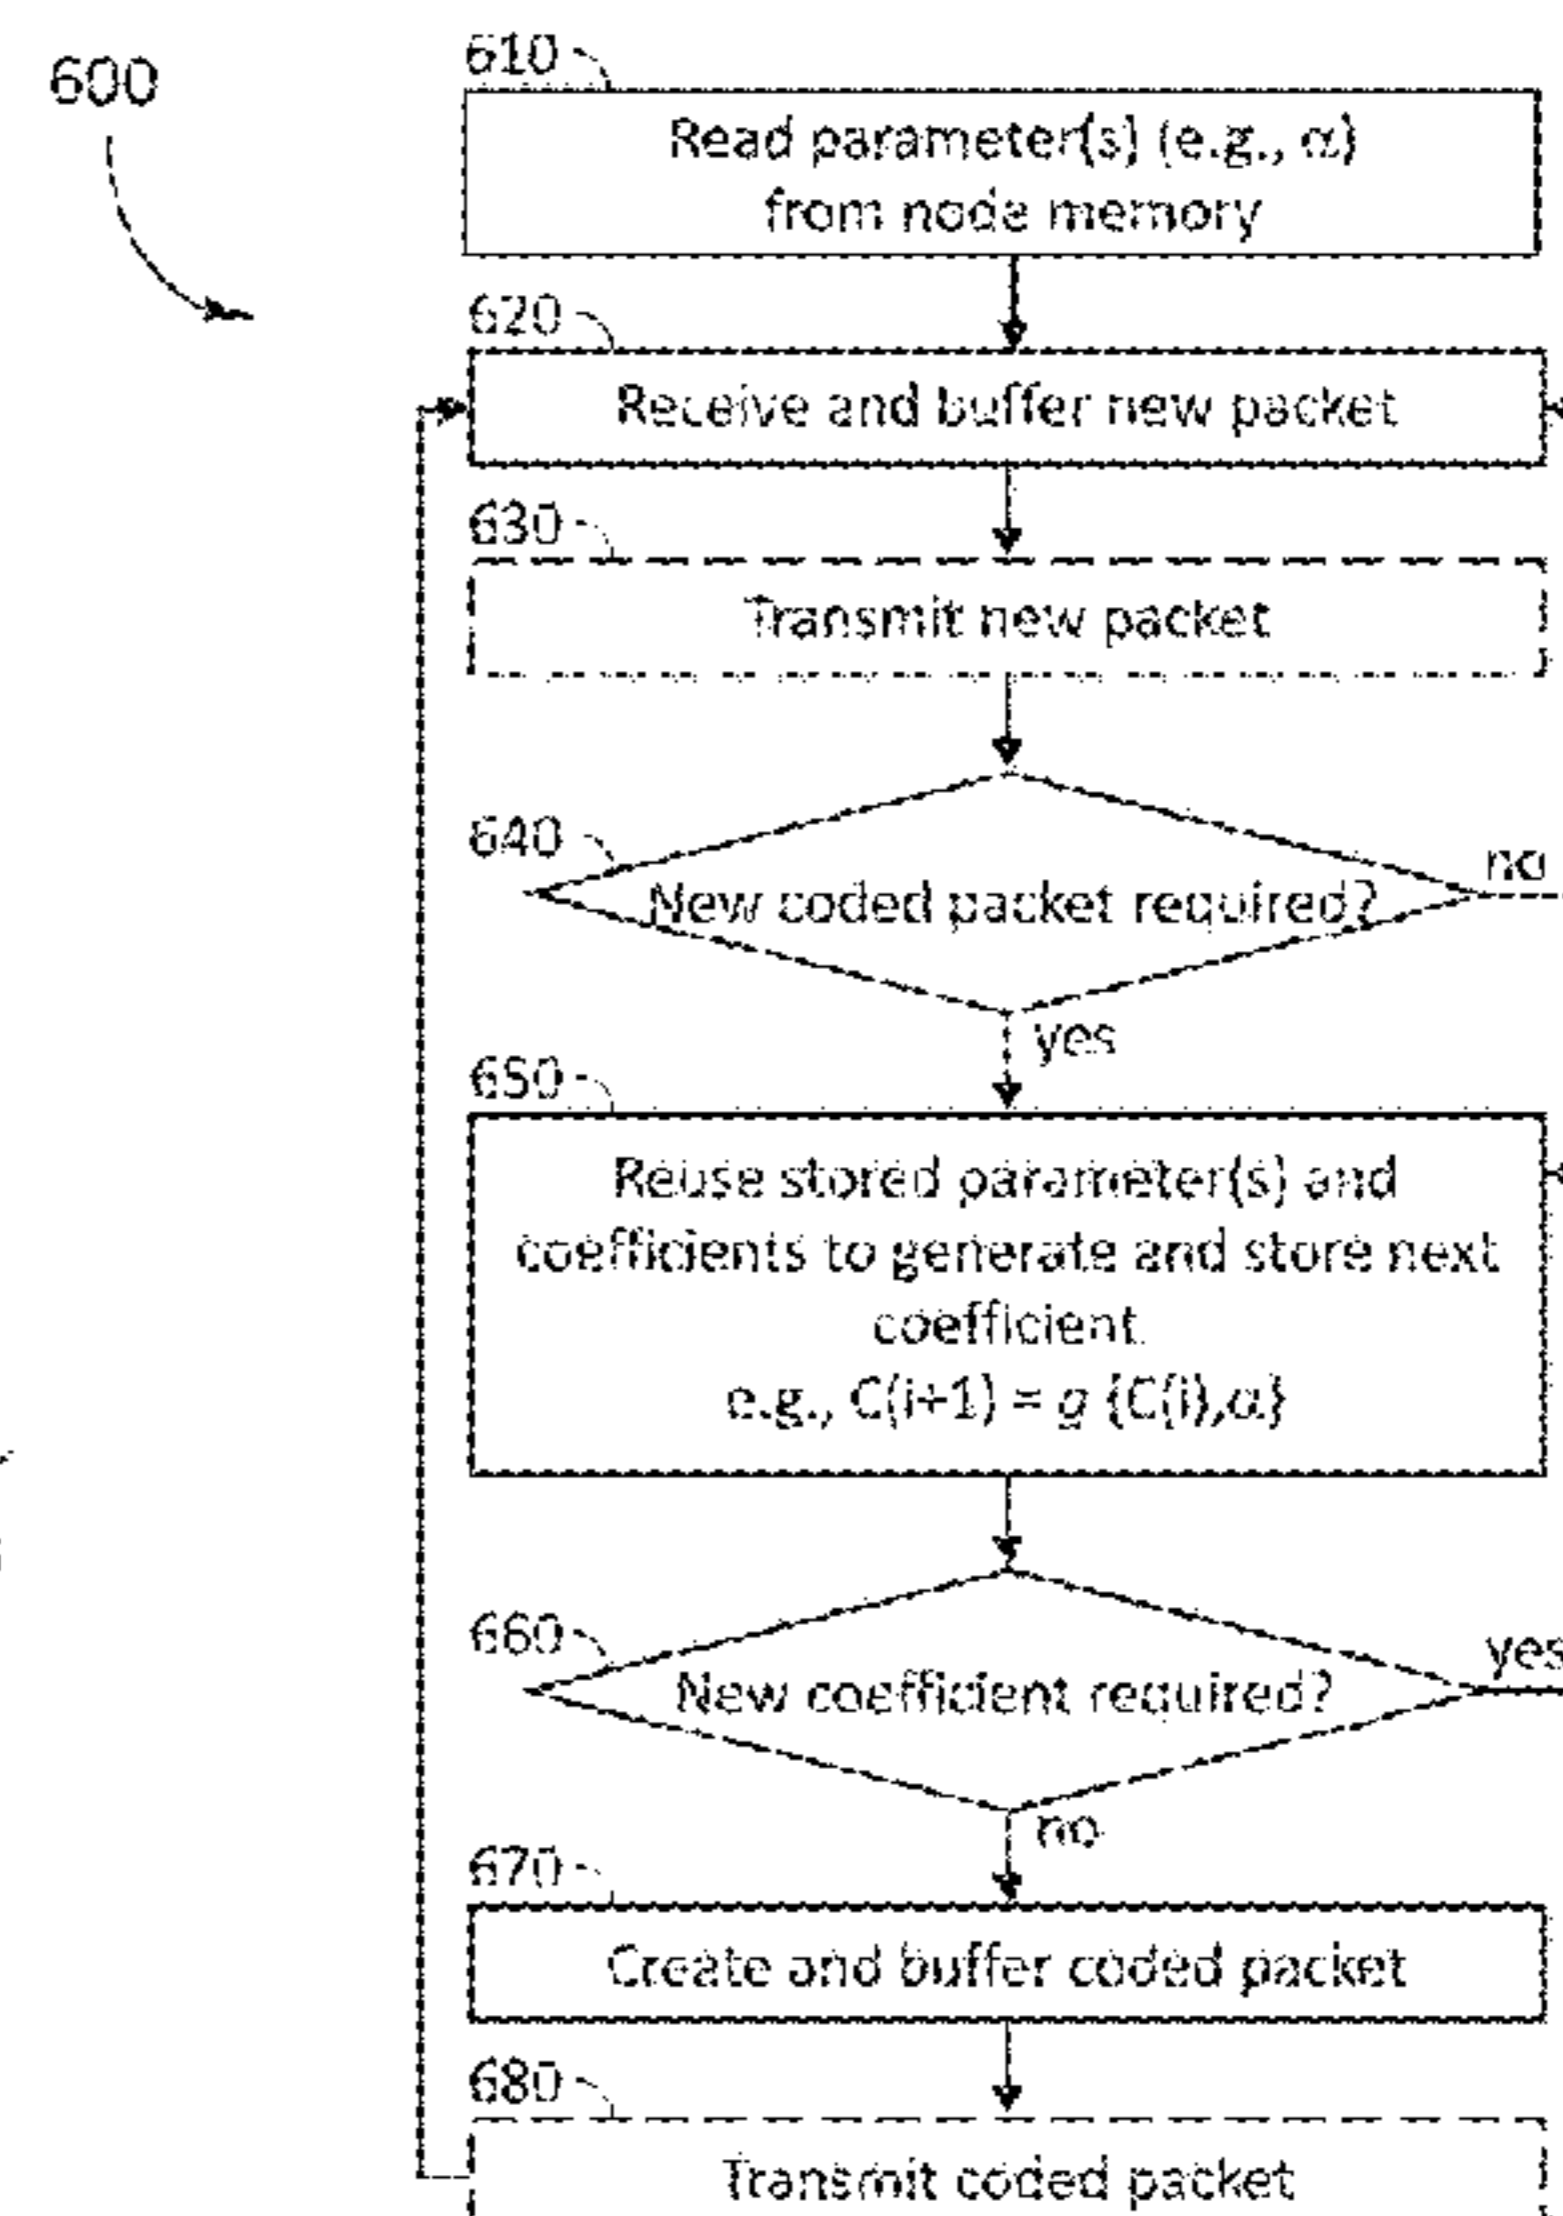 600
610
Read parameter(s) (e.g., α)
from node memory
620
Receive and buffer new packet
630
Transmit new packet
640
New coded packet required?
no
yes
650
Reuse stored parameter(s) and
coefficients to generate and store next
coefficient
e.g., C(i+1) = g {C(i),α}
660
New coefficient required?
yes
no
670
Create and buffer coded packet
680
Transmit coded packet